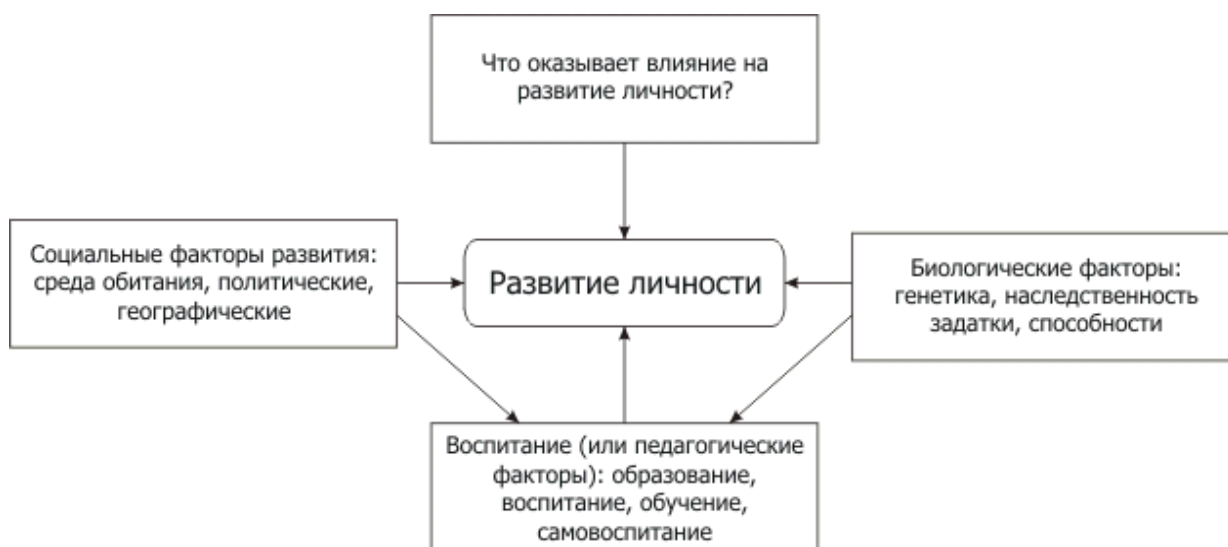 Что оказывает влияние на
развитие личности?
Социальные факторы развития:
среда обитания, политические,
географические
Развитие личности
Биологические факторы:
генетика, наследственность
задатки, способности
Воспитание (или педагогические
факторы): образование,
воспитание, обучение,
самовоспитание